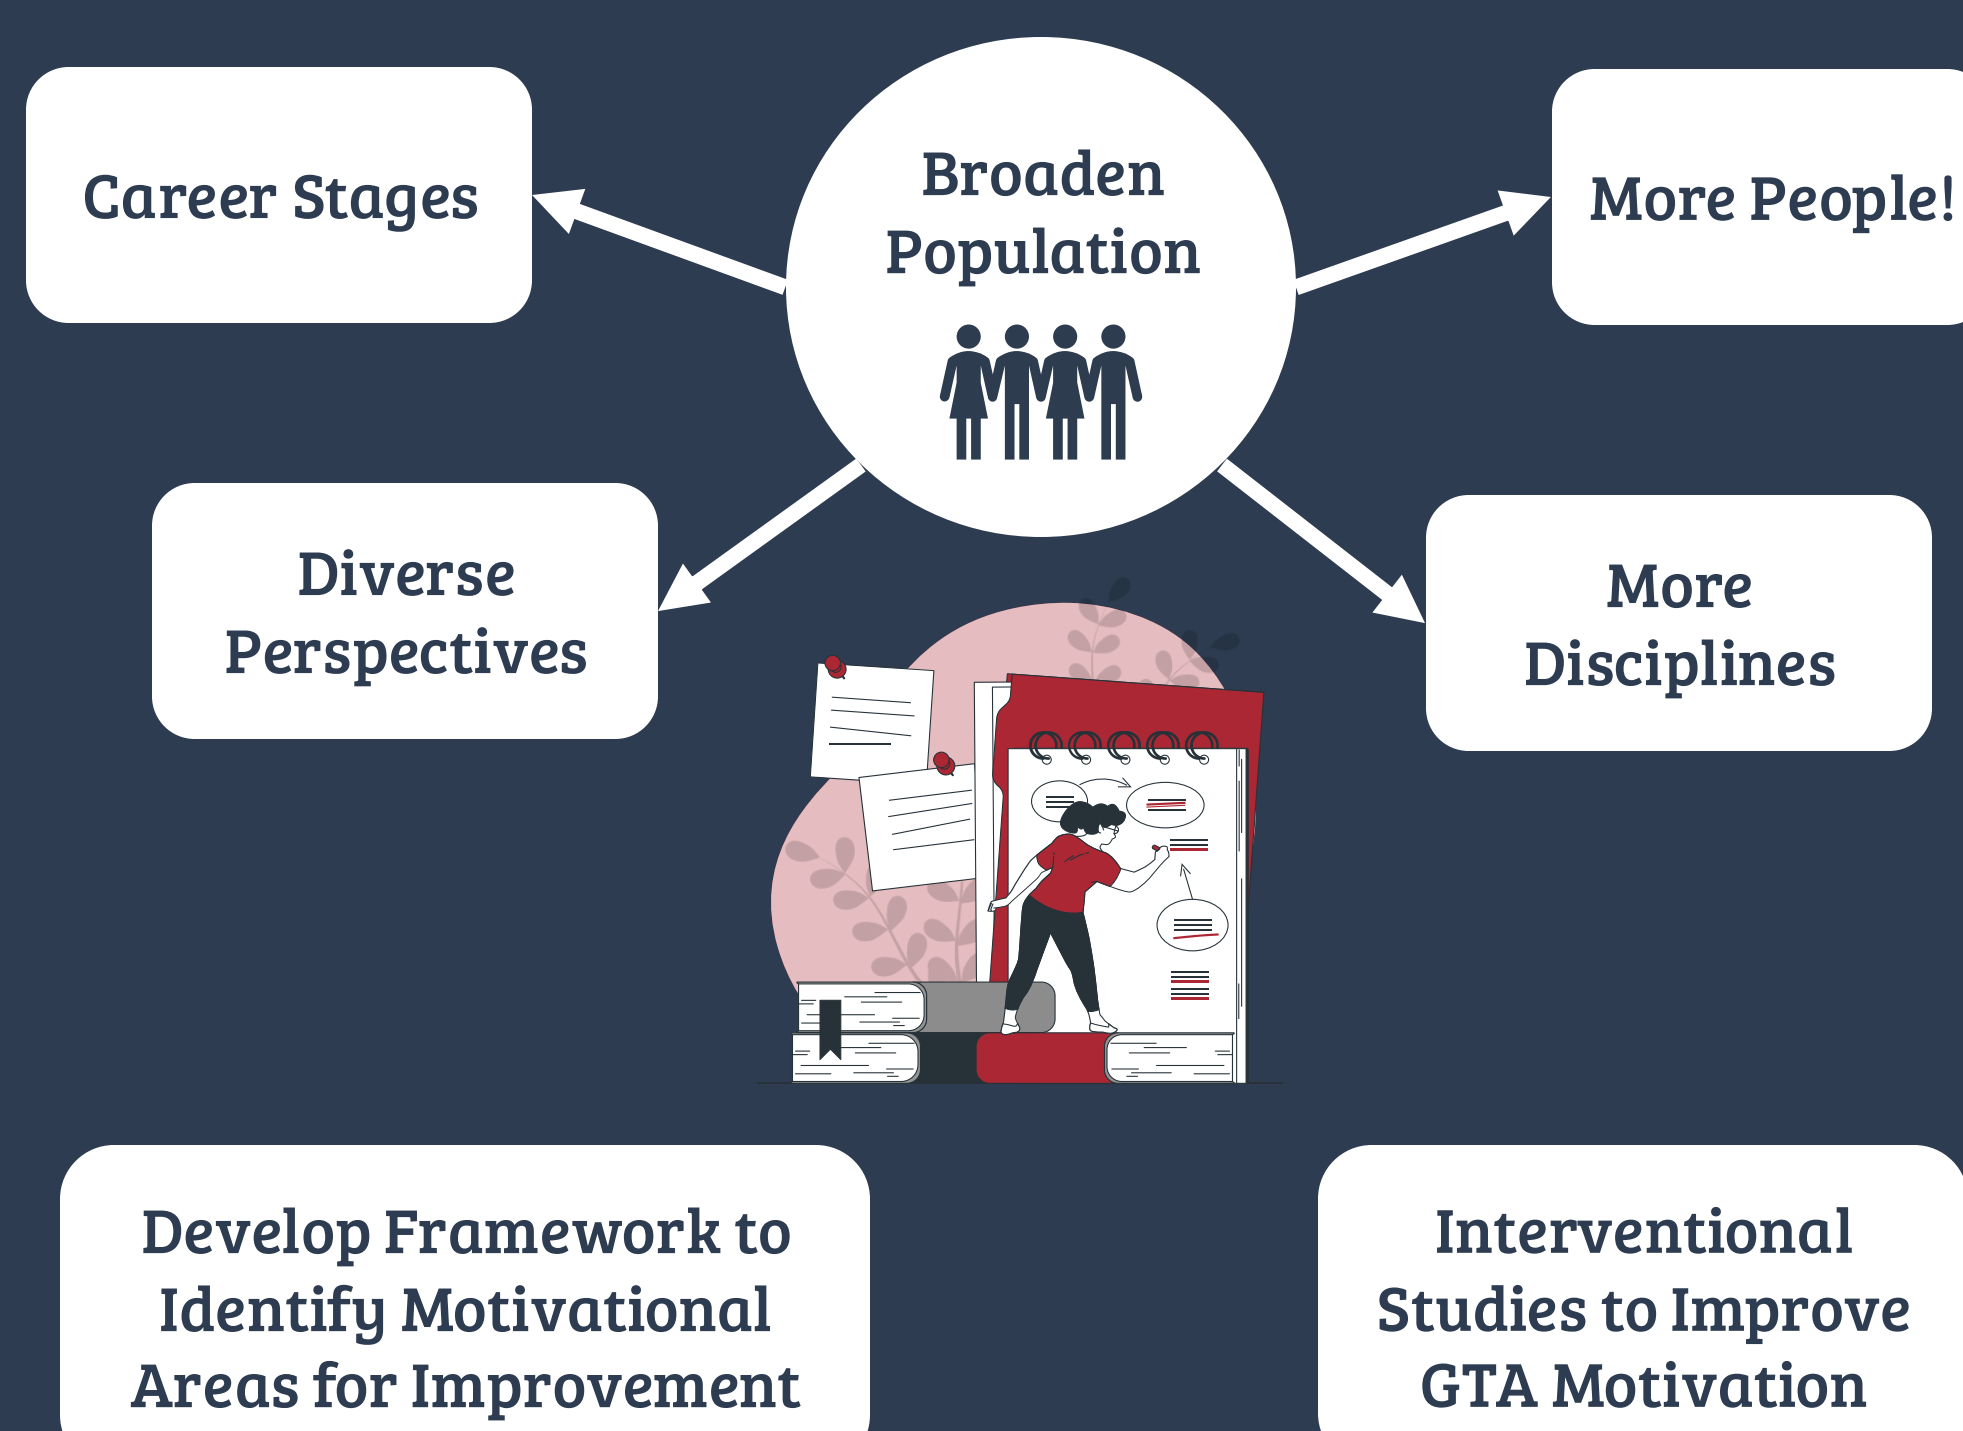 Career Stages
Broaden
Population
More People!
Diverse
Perspectives
More
Disciplines
Develop Framework to
Identify Motivational
Areas for Improvement
Interventional
Studies to Improve
GTA Motivation